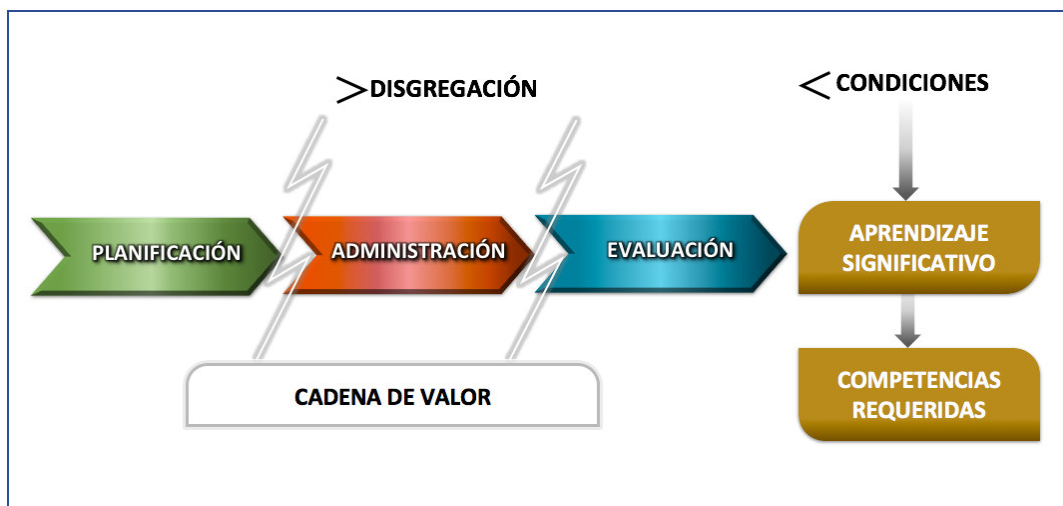 >DISGREGACIÓN
<CONDICIONES
PLANIFICACIÓN
ADMINISTRACIÓN
EVALUACIÓN
APRENDIZAJE
SIGNIFICATIVO
CADENA DE VALOR
COMPETENCIAS
REQUERIDAS